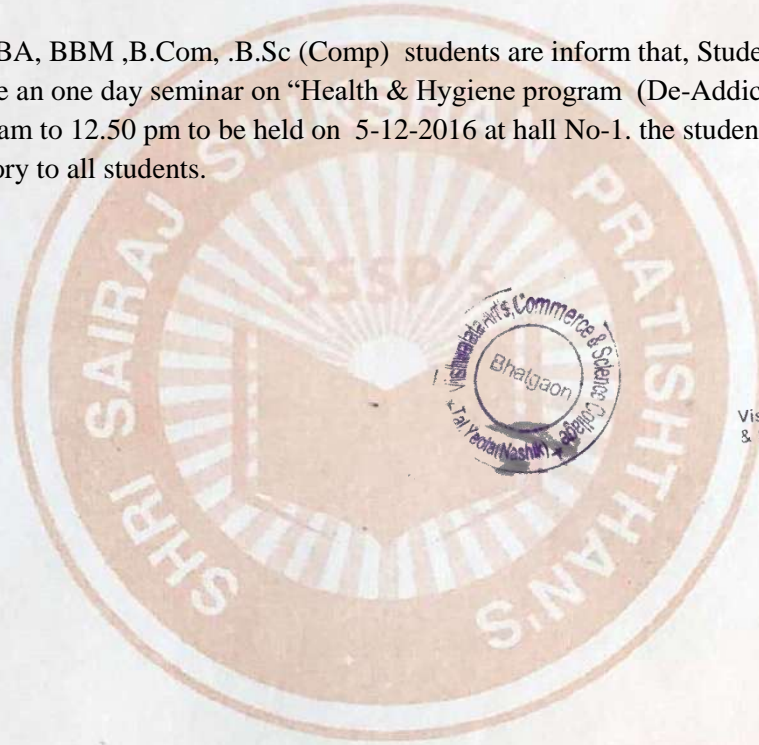 BA, BBM ,B.Com, .B.Sc (Comp) students are inform that, Stude
e an one day seminar on “Health & Hygiene program (De-Addic
am to 12.50 pm to be held on 5-12-2016 at hall No-1. the studen
ory to all students.
SHRI SAIRAJ SHIKSHAN PRATISHTHAN'S
SSSP'S
Vishwalata Art's, Commerce & Science College
Bhatgaon
Tal Yeola (Nashik)
Vis
&